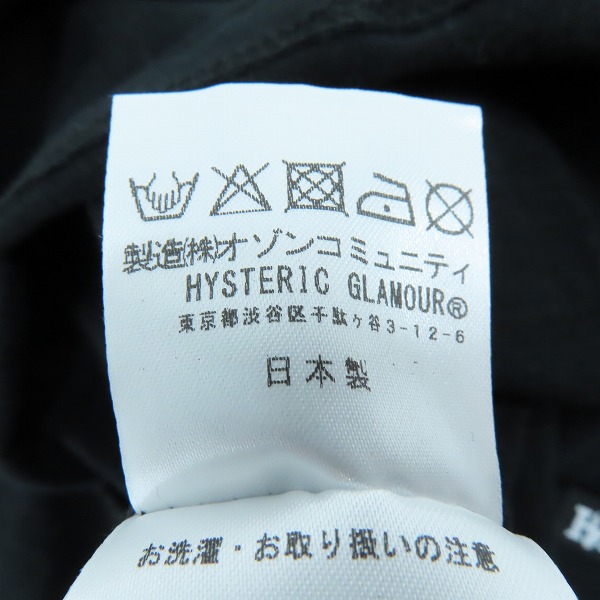 製造(株)オゾンコミュニティ
HYSTERIC GLAMOUR®
東京都渋谷区千駄ヶ谷3-12-6
日本製
お洗濯・お取り扱いの注意